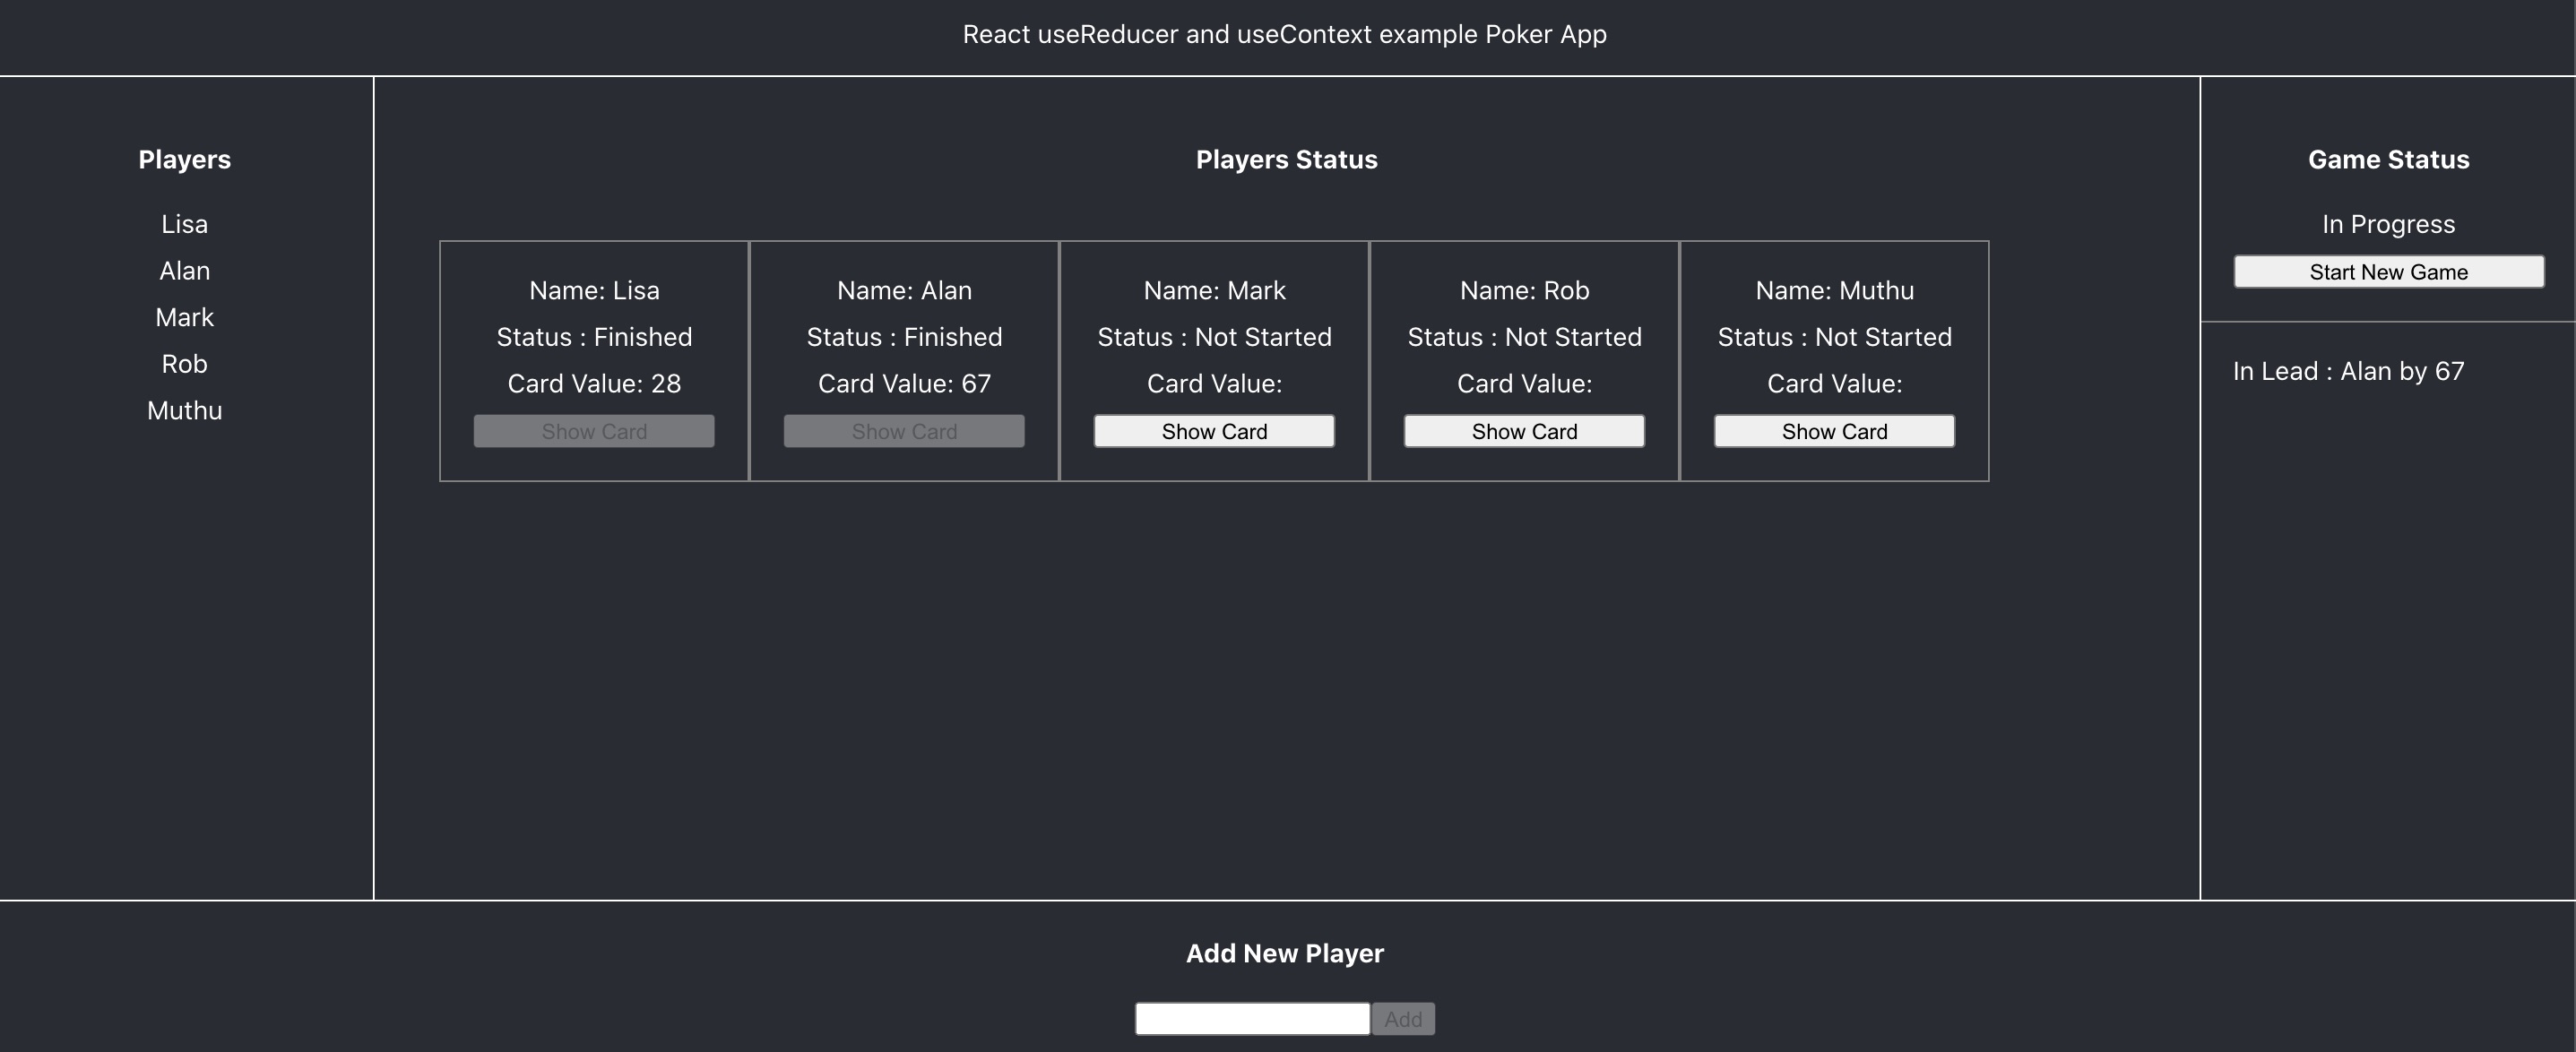 React useReducer and useContext example Poker App
Players
Lisa
Alan
Mark
Rob
Muthu
Players Status
Name: Lisa
Status : Finished
Card Value: 28
Show Card
Name: Alan
Status : Finished
Card Value: 67
Show Card
Name: Mark
Status : Not Started
Card Value:
Show Card
Name: Rob
Status : Not Started
Card Value:
Show Card
Name: Muthu
Status : Not Started
Card Value:
Show Card
Game Status
In Progress
Start New Game
In Lead : Alan by 67
Add New Player
Add